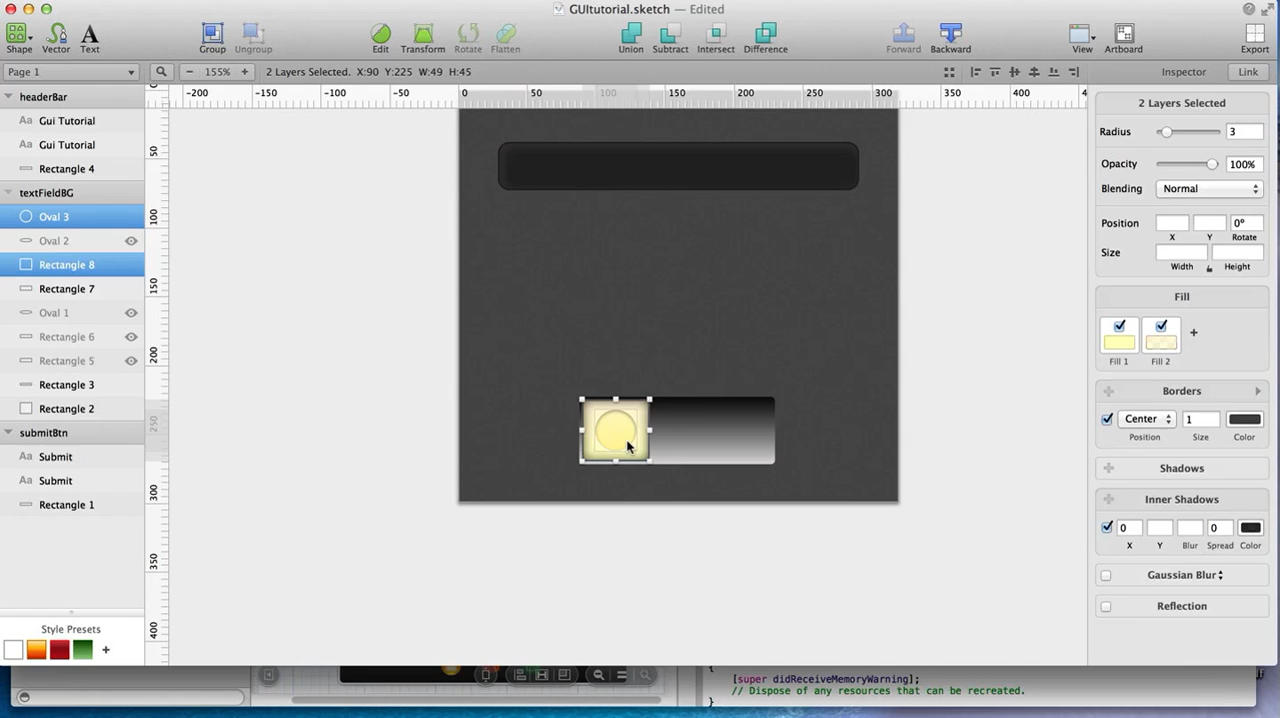 GUItutorial.sketch — Edited
Shape Vector Text Group Ungroup Edit Transform Rotate Flatten Union Subtract Intersect Difference Forward Backward View Artboard Export
Page 1 155% 2 Layers Selected. X:90 Y:225 W:49 H:45 Inspector Link
-200 -150 -100 -50 0 50 100 150 200 250 300 350 400
50
100
150
200
250
300
350
400
headerBar
Aa Gui Tutorial
Aa Gui Tutorial
Rectangle 4
textFieldBG
Oval 3
Oval 2
Rectangle 8
Rectangle 7
Oval 1
Rectangle 6
Rectangle 5
Rectangle 3
Rectangle 2
submitBtn
Aa Submit
Aa Submit
Rectangle 1
Style Presets
2 Layers Selected
Radius 3
Opacity 100%
Blending Normal
Position 0°
X Y Rotate
Size
Width Height
Fill
Fill 1 Fill 2
Borders
Center 1
Position Size Color
Shadows
Inner Shadows
0 0
X Y Blur Spread Color
Gaussian Blur
Reflection
{
[super didReceiveMemoryWarning];
// Dispose of any resources that can be recreated.
}